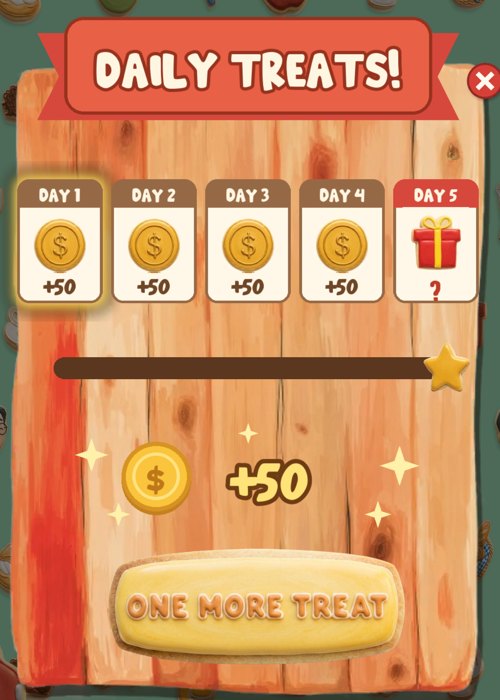 DAILY TREATS!
DAY 1 DAY 2 DAY 3 DAY 4 DAY 5
$ $ $ $
+50 +50 +50 +50 ?
$ +50
ONE MORE TREAT